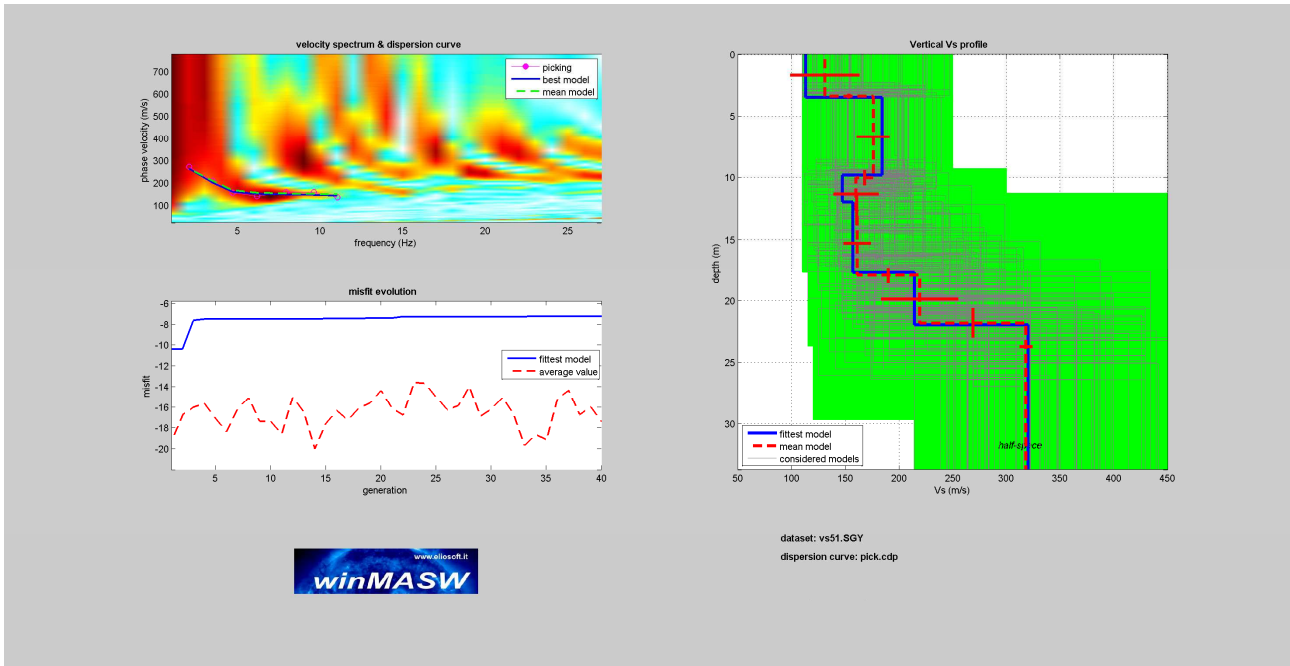 velocity spectrum & dispersion curve
700
600
500
400
300
200
100
phase velocity (m/s)
picking
best model
mean model
5
10
15
20
25
frequency (Hz)
misfit evolution
-6
-8
-10
-12
-14
-16
-18
-20
misfit
fittest model
average value
5
10
15
20
25
30
35
40
generation
www.eliosoft.it
winMASW
Vertical Vs profile
0
5
10
15
20
25
30
depth (m)
half-space
fittest model
mean model
considered models
50
100
150
200
250
300
350
400
450
Vs (m/s)
dataset: vs51.SGY
dispersion curve: pick.cdp